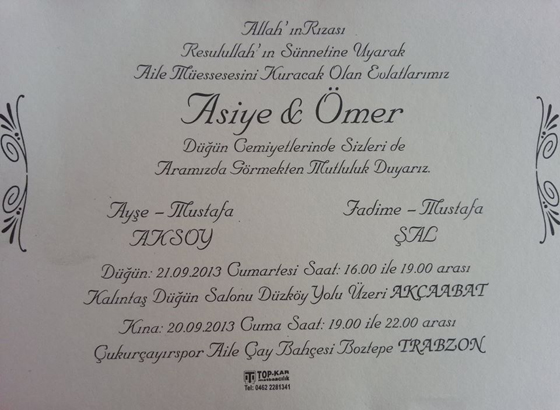 Allah' ınRızası
Resulullah' ın Sünnetine Uyarak
Aile Müessesesini Kuracak Olan Evlatlarımız
Asiye & Ömer
Düğün Cemiyetlerinde Sizleri de
Aramızda Görmekten Mutluluk Duyarız.
Ayşe - Mustafa
AKSOY
Fadime - Mustafa
ŞAL
Düğün: 21.09.2013 Cumartesi Saat: 16.00 ile 19.00 arası
Kalıntaş Düğün Salonu Düzköy Yolu Üzeri AKÇAABAT
Kına: 20.09.2013 Cuma Saat: 19.00 ile 22.00 arası
Çukurçayırspor Aile Çay Bahçesi Boztepe TRABZON
TOP-KAR
Tel: 0462 2281341